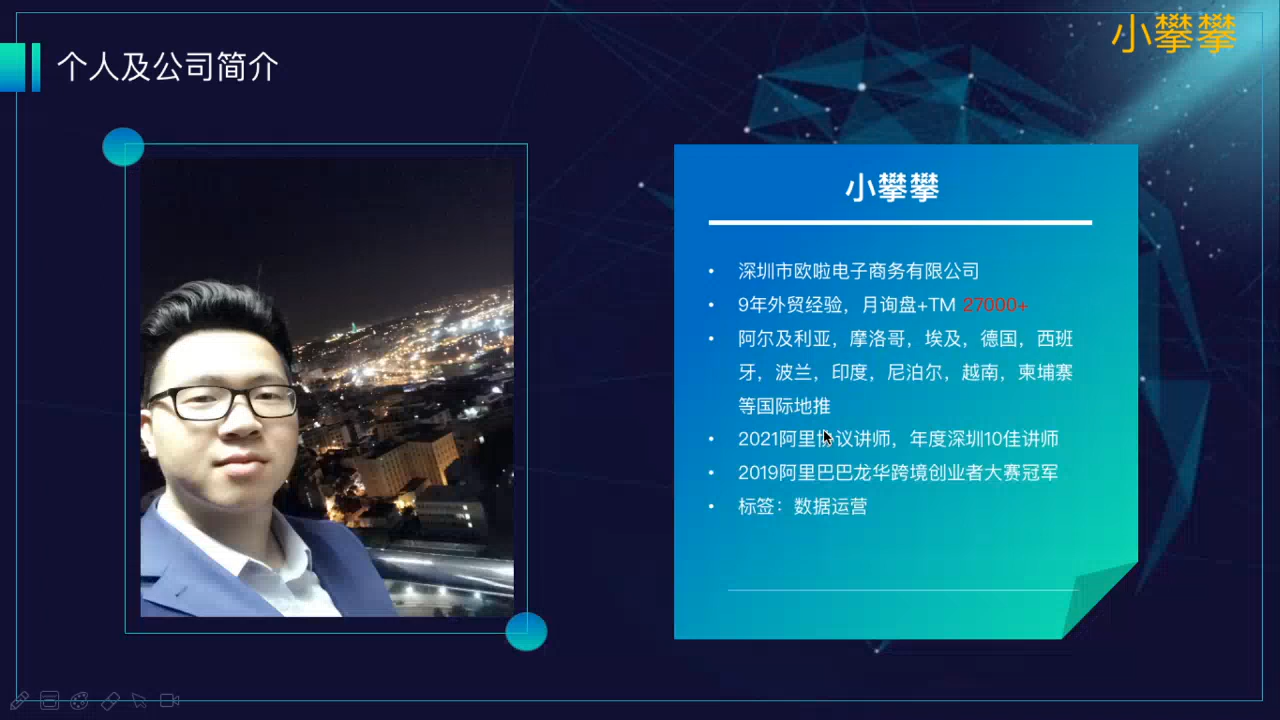 小攀攀
个人及公司简介
小攀攀
深圳市欧啦电子商务有限公司
9年外贸经验，月询盘+TM 27000+
阿尔及利亚，摩洛哥，埃及，德国，西班
牙，波兰，印度，尼泊尔，越南，柬埔寨
等国际地推
2021阿里协议讲师，年度深圳10佳讲师
2019阿里巴巴龙华跨境创业者大赛冠军
标签：数据运营